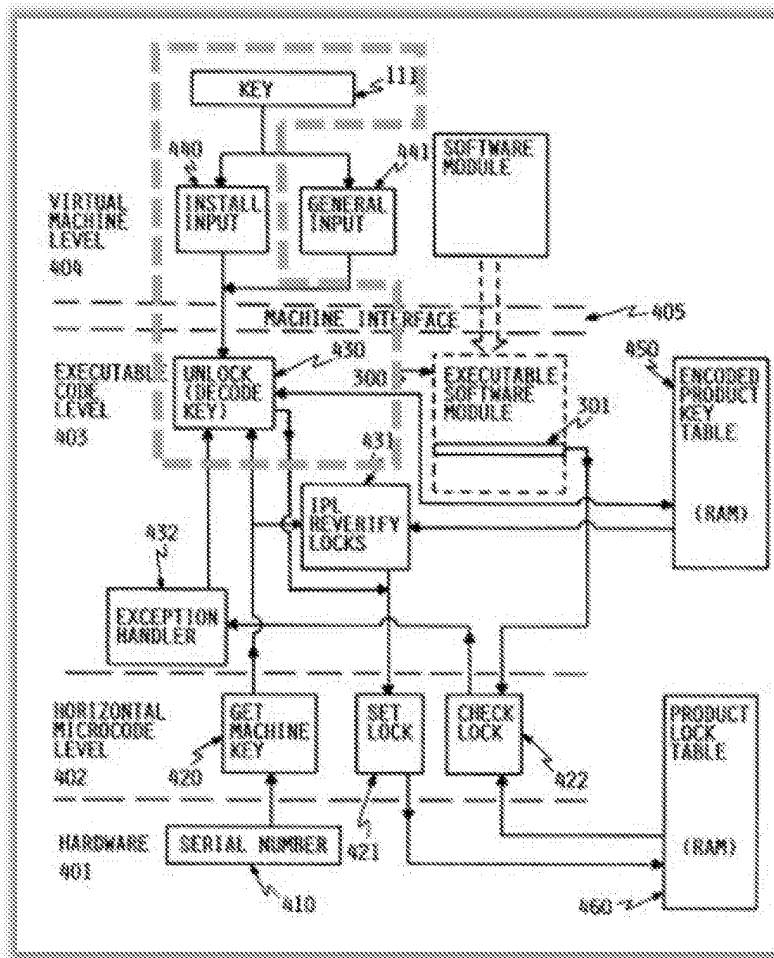 KEY
111
440
441
INSTALL
INPUT
GENERAL
INPUT
SOFTWARE
MODULE
VIRTUAL
MACHINE
LEVEL
404
MACHINE INTERFACE
405
EXECUTABLE
CODE
LEVEL
403
UNLOCK
(DECODE
KEY)
430
300
EXECUTABLE
SOFTWARE
MODULE
301
450
ENCODED
PRODUCT
KEY
TABLE
(RAM)
431
IPL
REVERIFY
LOCKS
432
EXCEPTION
HANDLER
HORIZONTAL
MICROCODE
LEVEL
402
GET
MACHINE
KEY
420
SET
LOCK
421
CHECK
LOCK
422
PRODUCT
LOCK
TABLE
(RAM)
460
HARDWARE
401
SERIAL NUMBER
410